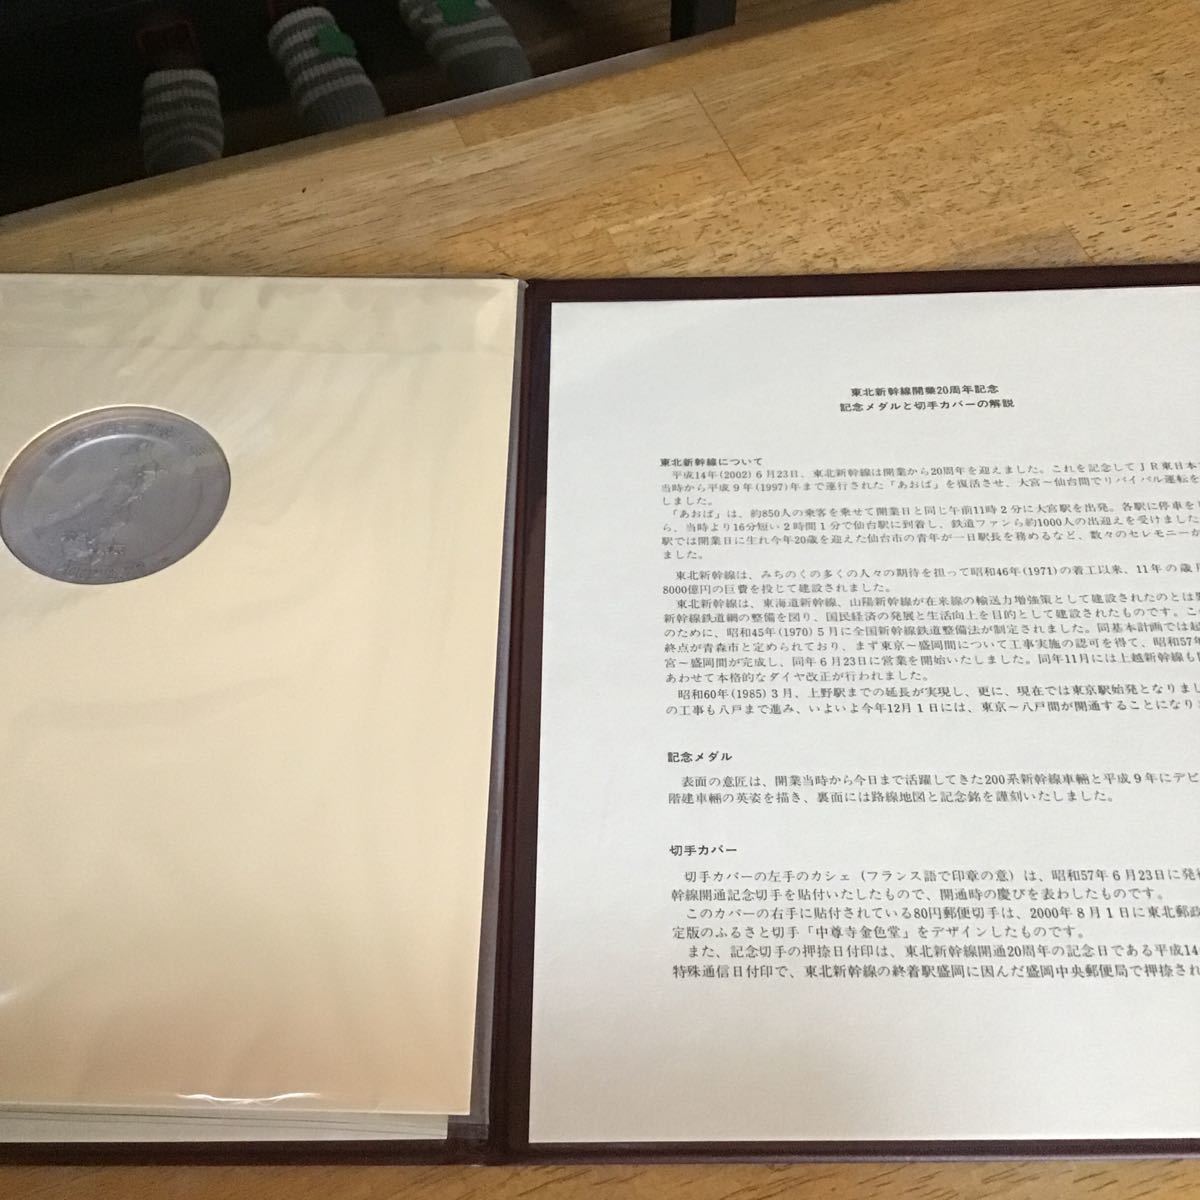 東北新幹線開業20周年記念
記念メダルと切手カバーの解説
東北新幹線について
平成14年(2002)6月23日、東北新幹線は開業から20周年を迎えました。これを記念してJR東日本
当時から平成9年(1997)年まで運行された「あおば」を復活させ、大宮〜仙台間でリバイバル運転を
しました。
「あおば」は、約850人の乗客を乗せて開業日と同じ午前11時2分に大宮駅を出発。各駅に停車を
ら、当時より16分短い2時間1分で仙台駅に到着し、鉄道ファンら約1000人の出迎えを受けました
駅では開業日に生れ今年20歳を迎えた仙台市の青年が一日駅長を務めるなど、数々のセレモニーが
ました。
東北新幹線は、みちのくの多くの人々の期待を担って昭和46年(1971)の着工以来、11年の歳月
8000億円の巨費を投じて建設されました。
東北新幹線は、東海道新幹線、山陽新幹線が在来線の輸送力増強策として建設されたのとは
新幹線鉄道網の整備を図り、国民経済の発展と生活向上を目的として建設されたものです。こ
のために、昭和45年(1970)5月に全国新幹線鉄道整備法が制定されました。同基本計画では起
終点が青森市と定められており、まず東京〜盛岡間について工事実施の認可を得て、昭和57年
宮〜盛岡間が完成し、同年6月23日に営業を開始いたしました。同年11月には上越新幹線も
あわせて本格的なダイヤ改正が行われました。
昭和60年(1985)3月、上野駅までの延長が実現し、更に、現在では東京駅始発となりまし
の工事も八戸まで進み、いよいよ今年12月1日には、東京〜八戸間が開通することになりま
記念メダル
表面の意匠は、開業当時から今日まで活躍してきた200系新幹線車輛と平成9年にデビ
階建車輛の英姿を描き、裏面には路線地図と記念銘を謹刻いたしました。
切手カバー
切手カバーの左手のカシェ(フランス語で印章の意)は、昭和57年6月23日に発
幹線開通記念切手を貼付いたしたもので、開通時の慶びを表わしたものです。
このカバーの右手に貼付されている80円郵便切手は、2000年8月1日に東北郵政
定版のふるさと切手「中尊寺金色堂」をデザインしたものです。
また、記念切手の押捺日付印は、東北新幹線開通20周年の記念日である平成14
特殊通信日付印で、東北新幹線の終着駅盛岡に因んだ盛岡中央郵便局で押捺され